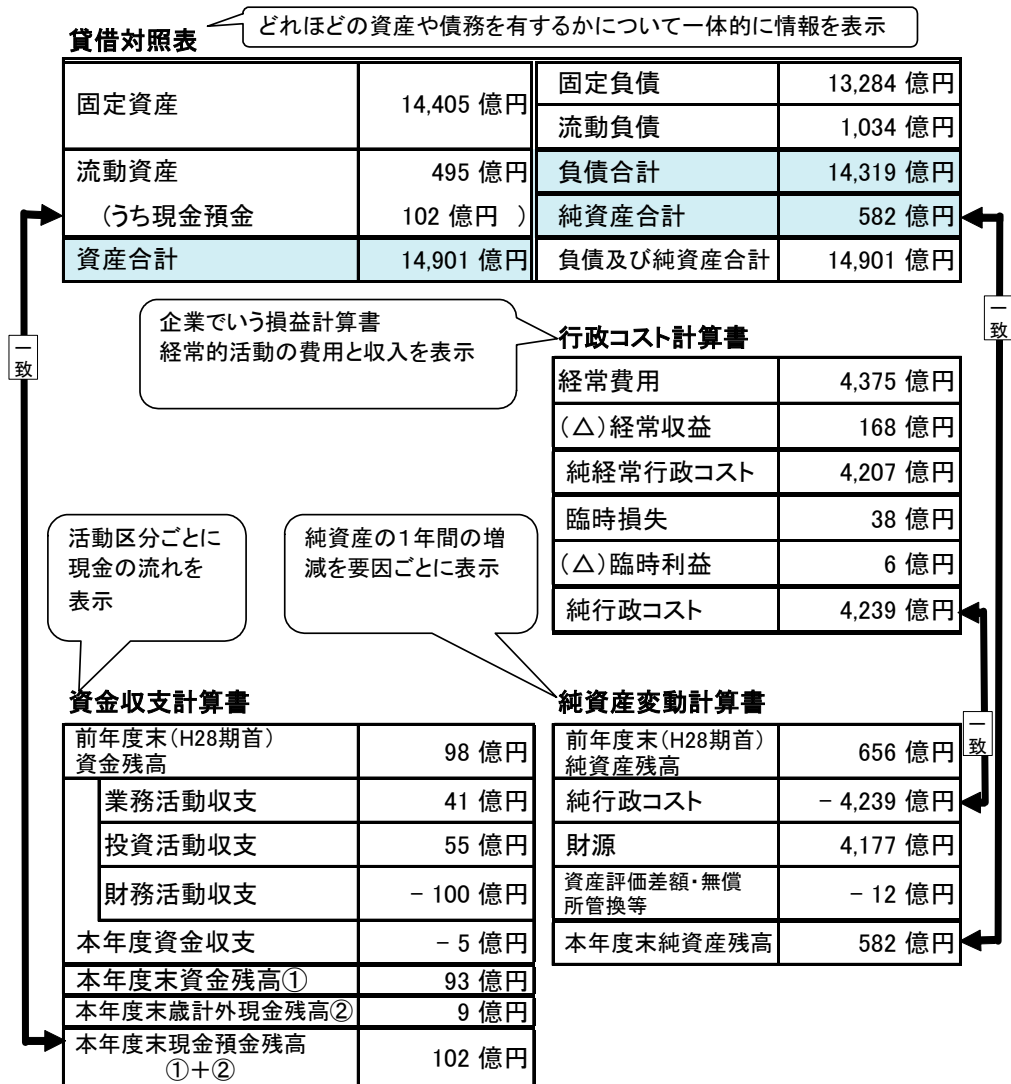 どれほどの資産や債務を有するかについて一体的に情報を表示
貸借対照表
固定資産 14,405 億円 固定負債 13,284 億円
流動負債 1,034 億円
流動資産 495 億円 負債合計 14,319 億円
(うち現金預金 102 億円 ) 純資産合計 582 億円
資産合計 14,901 億円 負債及び純資産合計 14,901 億円
一致
一致
企業でいう損益計算書
経常的活動の費用と収入を表示
行政コスト計算書
経常費用 4,375 億円
(△)経常収益 168 億円
純経常行政コスト 4,207 億円
臨時損失 38 億円
(△)臨時利益 6 億円
純行政コスト 4,239 億円
活動区分ごとに
現金の流れを
表示
純資産の1年間の増
減を要因ごとに表示
資金収支計算書
前年度末(H28期首)
資金残高 98 億円
業務活動収支 41 億円
投資活動収支 55 億円
財務活動収支 − 100 億円
本年度資金収支 − 5 億円
本年度末資金残高① 93 億円
本年度末歳計外現金残高② 9 億円
本年度末現金預金残高
①+② 102 億円
純資産変動計算書
前年度末(H28期首)
純資産残高 656 億円
純行政コスト − 4,239 億円
財源 4,177 億円
資産評価差額・無償
所管換等 − 12 億円
本年度末純資産残高 582 億円
一致